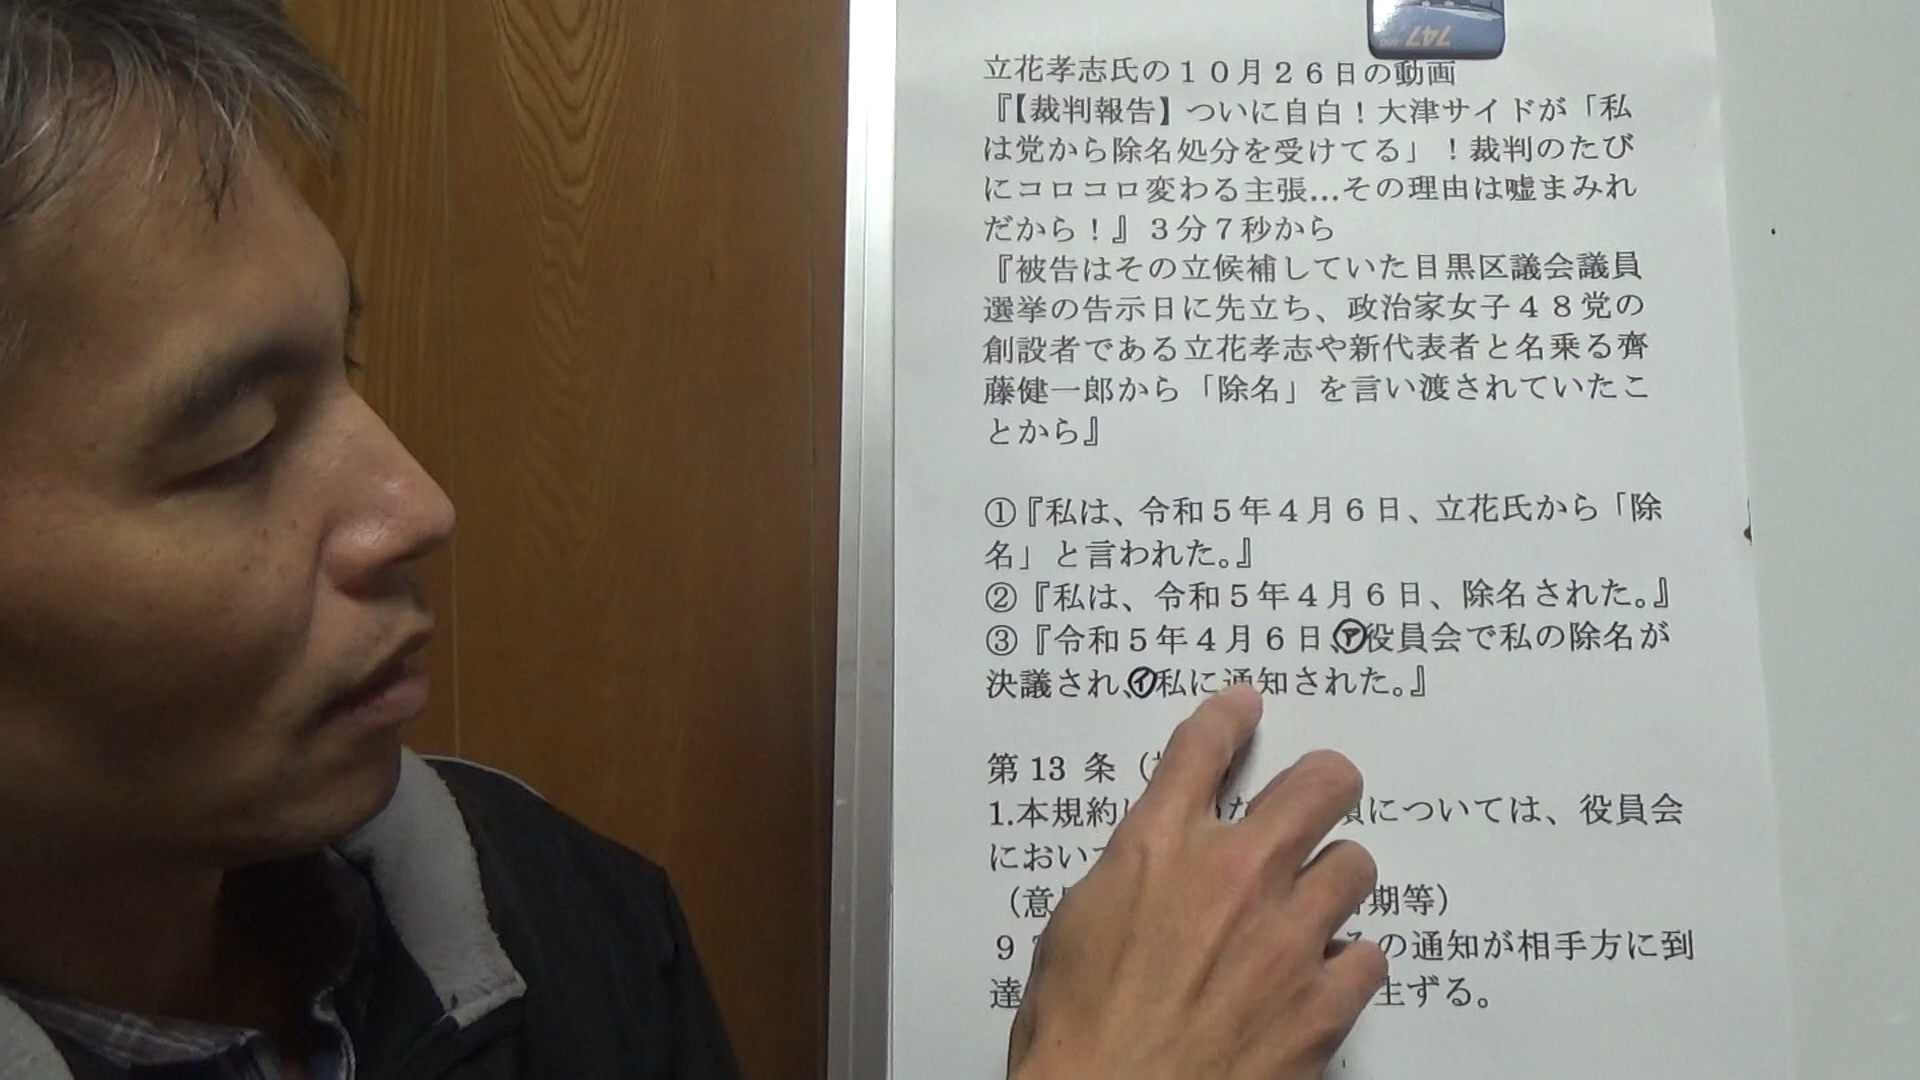 747
-400
立花孝志氏の１０月２６日の動画
『【裁判報告】ついに自白！大津サイドが「私
は党から除名処分を受けてる」！裁判のたび
にコロコロ変わる主張…その理由は嘘まみれ
だから！』３分７秒から
『被告はその立候補していた目黒区議会議員
選挙の告示日に先立ち、政治家女子４８党の
創設者である立花孝志や新代表者と名乗る齊
藤健一郎から「除名」を言い渡されていたこ
とから』
①『私は、令和５年４月６日、立花氏から「除
名」と言われた。』
②『私は、令和５年４月６日、除名された。』
③『令和５年４月６日、㋐役員会で私の除名が
決議され、㋑私に通知された。』
第 13 条（
1.本規約 については、役員会
におい
（意 期等）
９ の通知が相手方に到
達 生ずる。